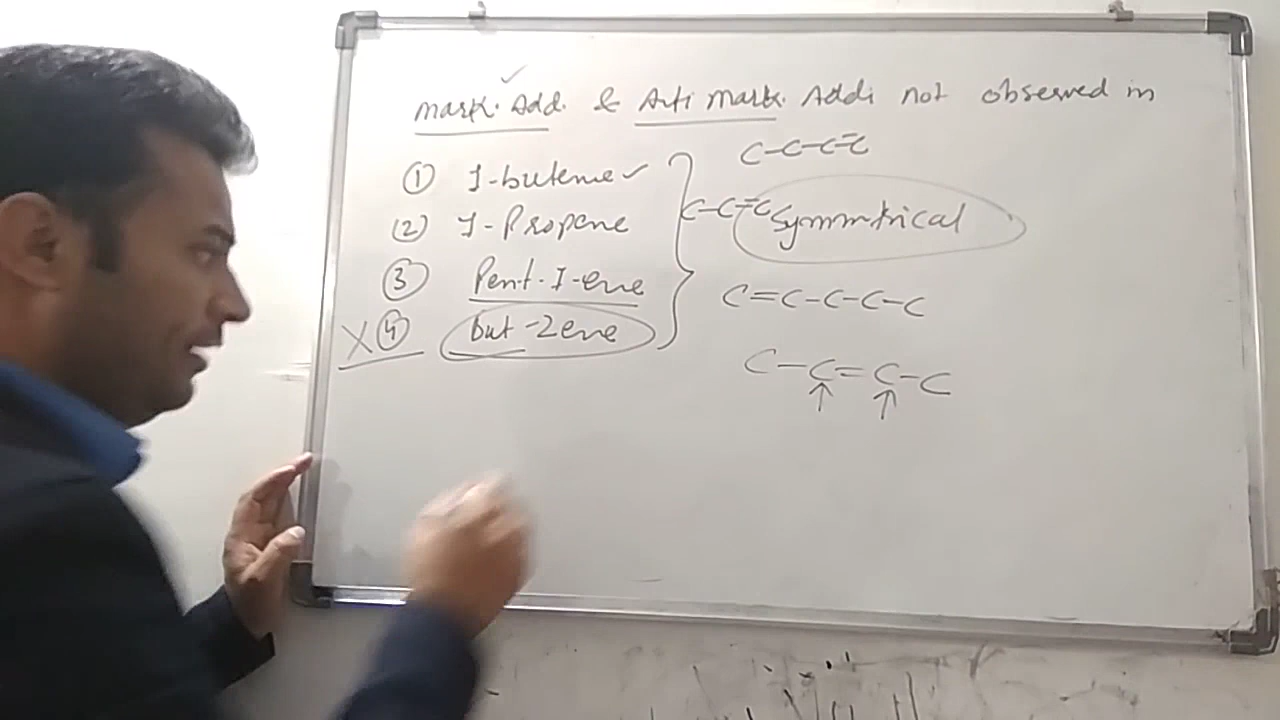 mark. Add. & Anti mark. Addi not observed in
C-C-C=C
① 1-butene
② 1-Propene
C-C=C Symmtrical
③ Pent-1-ene
C=C-C-C-C
④ but-2ene
C-C=C-C